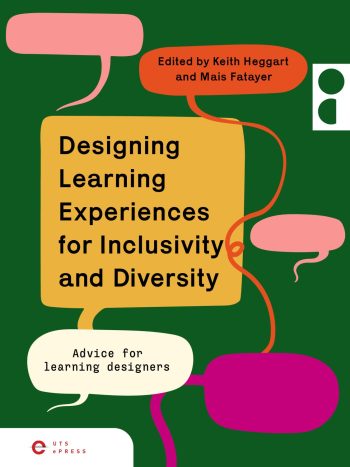 Edited by Keith Heggart
and Mais Fatayer
Designing
Learning
Experiences
for Inclusivity
and Diversity
Advice for
learning designers
UTS
ePRESS